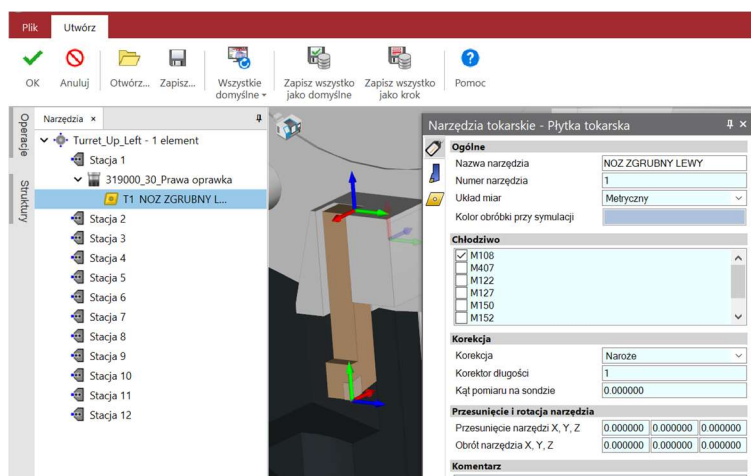 Plik
Utwórz
OK
Anuluj
Otwórz...
Zapisz...
Wszystkie
domyślne
Zapisz wszystko
jako domyślne
Zapisz wszystko
jako krok
Pomoc
Operacje
Struktury
Narzędzia
Turret_Up_Left - 1 element
Stacja 1
319000_30_Prawa oprawka
T1 NOZ ZGRUBNY L...
Stacja 2
Stacja 3
Stacja 4
Stacja 5
Stacja 6
Stacja 7
Stacja 8
Stacja 9
Stacja 10
Stacja 11
Stacja 12
Narzędzia tokarskie - Płytka tokarska
Ogólne
Nazwa narzędzia NOZ ZGRUBNY LEWY
Numer narzędzia 1
Układ miar Metryczny
Kolor obróbki przy symulacji
Chłodziwo
M108
M407
M122
M127
M150
M152
Korekcja
Korekcja Naroże
Korektor długości 1
Kąt pomiaru na sondzie 0.000000
Przesunięcie i rotacja narzędzia
Przesunięcie narzędzi X, Y, Z 0.000000 0.000000 0.000000
Obrót narzędzia X, Y, Z 0.000000 0.000000 0.000000
Komentarz